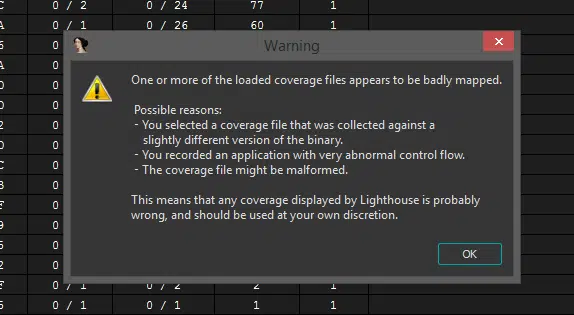 C 0 / 2 0 / 24 77 1
A 0 / 1 0 / 26 60 1
Warning
One or more of the loaded coverage files appears to be badly mapped.
Possible reasons:
- You selected a coverage file that was collected against a
slightly different version of the binary.
- You recorded an application with very abnormal control flow.
- The coverage file might be malformed.
This means that any coverage displayed by Lighthouse is probably
wrong, and should be used at your own discretion.
OK
F 0 / 1 0 / 2 2 1
5 0 / 1 0 / 1 1 1